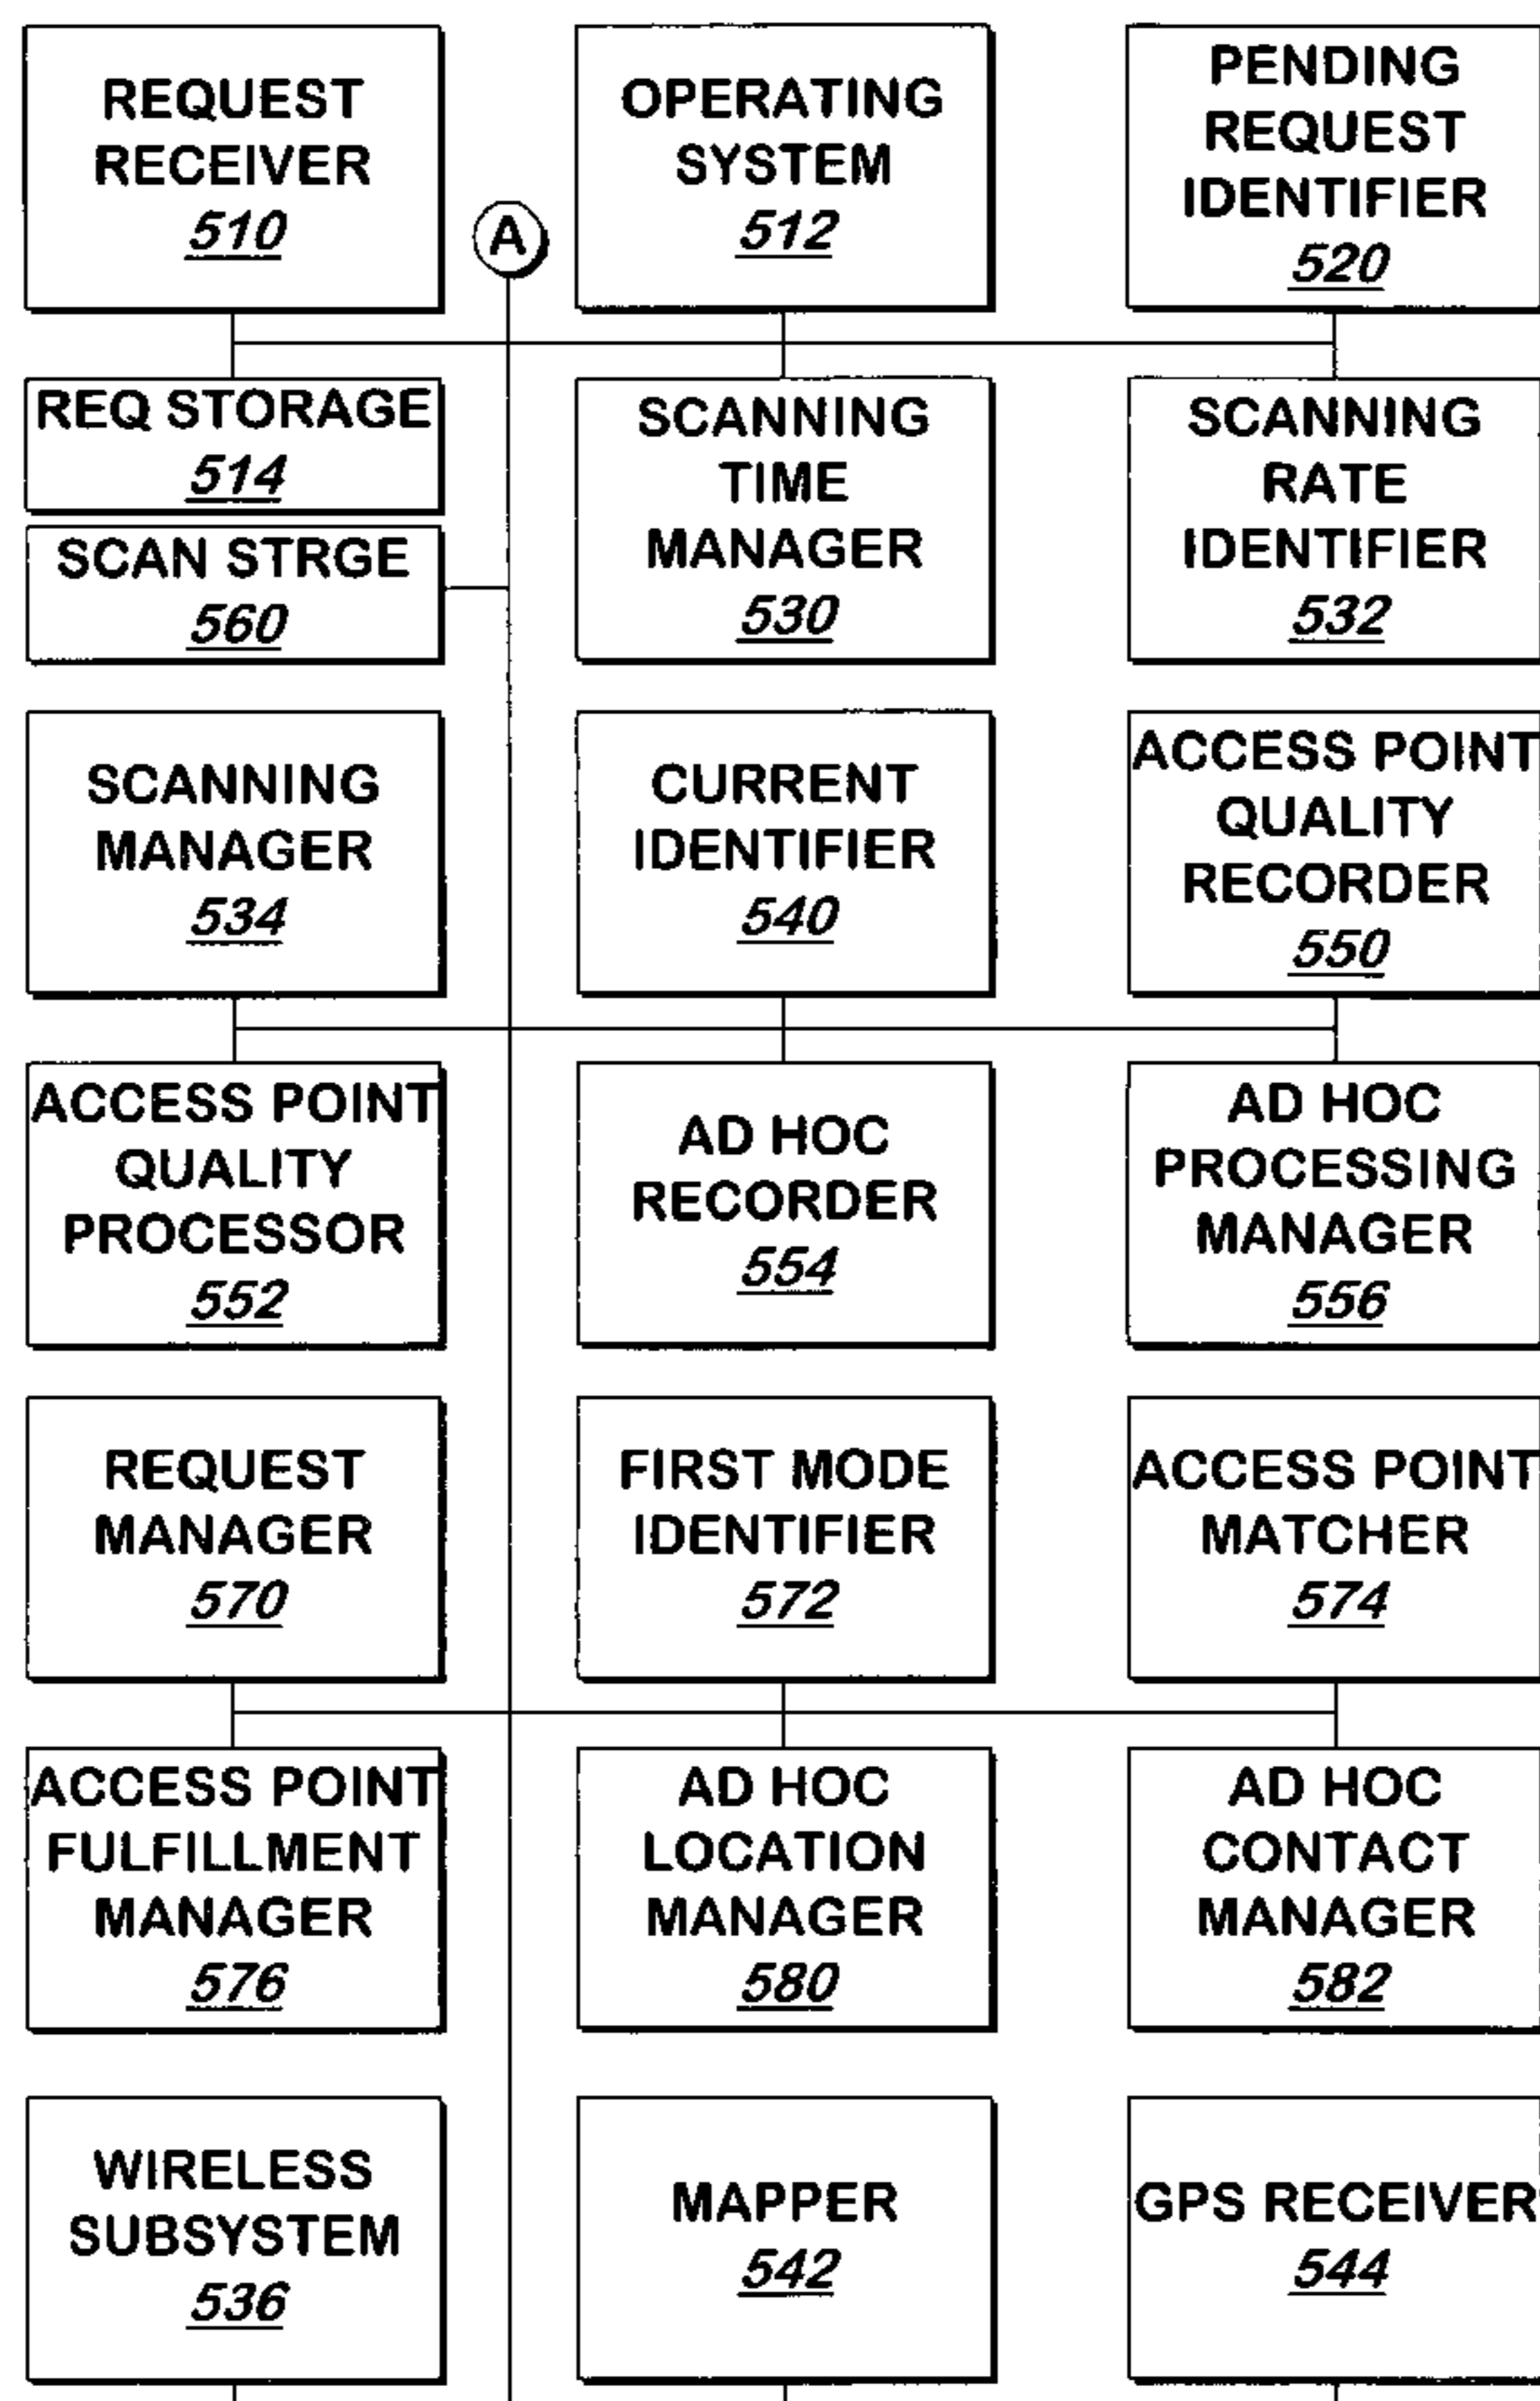 REQUEST
RECEIVER
510
OPERATING
SYSTEM
512
PENDING
REQUEST
IDENTIFIER
520
A
REQ STORAGE
514
SCAN STRGE
560
SCANNING
TIME
MANAGER
530
SCANNING
RATE
IDENTIFIER
532
SCANNING
MANAGER
534
CURRENT
IDENTIFIER
540
ACCESS POINT
QUALITY
RECORDER
550
ACCESS POINT
QUALITY
PROCESSOR
552
AD HOC
RECORDER
554
AD HOC
PROCESSING
MANAGER
556
REQUEST
MANAGER
570
FIRST MODE
IDENTIFIER
572
ACCESS POINT
MATCHER
574
ACCESS POINT
FULFILLMENT
MANAGER
576
AD HOC
LOCATION
MANAGER
580
AD HOC
CONTACT
MANAGER
582
WIRELESS
SUBSYSTEM
536
MAPPER
542
GPS RECEIVER
544